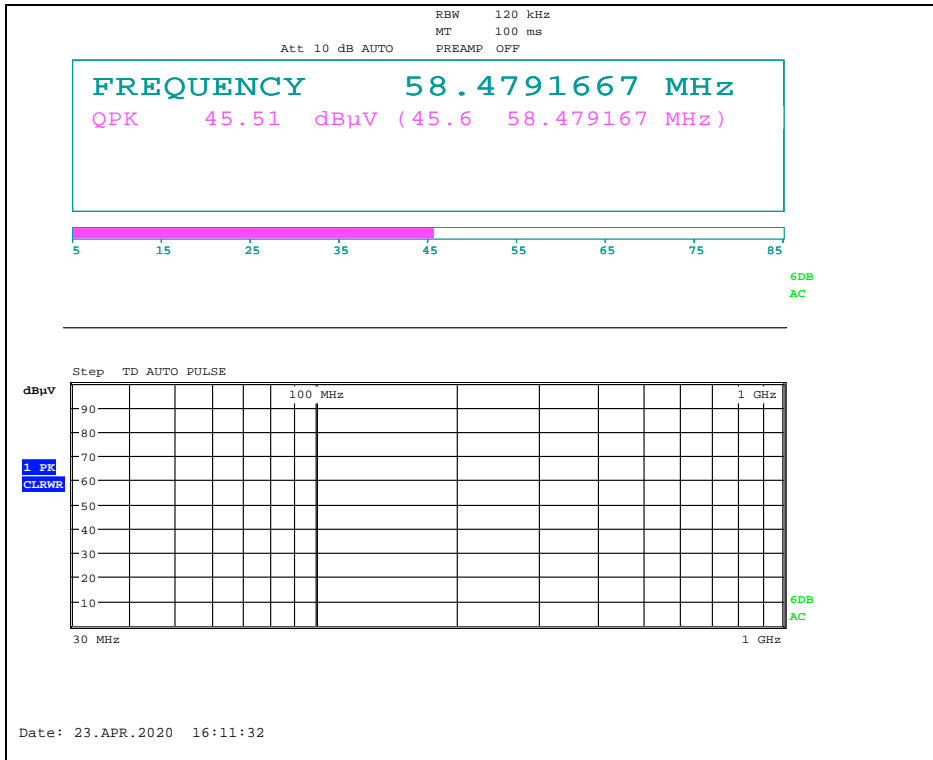 RBW 120 kHz
MT 100 ms
Att 10 dB AUTO PREAMP OFF
FREQUENCY 58.4791667 MHz
QPK 45.51 dBµV (45.6 58.479167 MHz)
5 15 25 35 45 55 65 75 85
6DB
AC
Step TD AUTO PULSE
dBµV
100 MHz 1 GHz
90
80
70
1 PK
60
CLRWR
50
40
30
20
10
6DB
AC
30 MHz 1 GHz
Date: 23.APR.2020 16:11:32